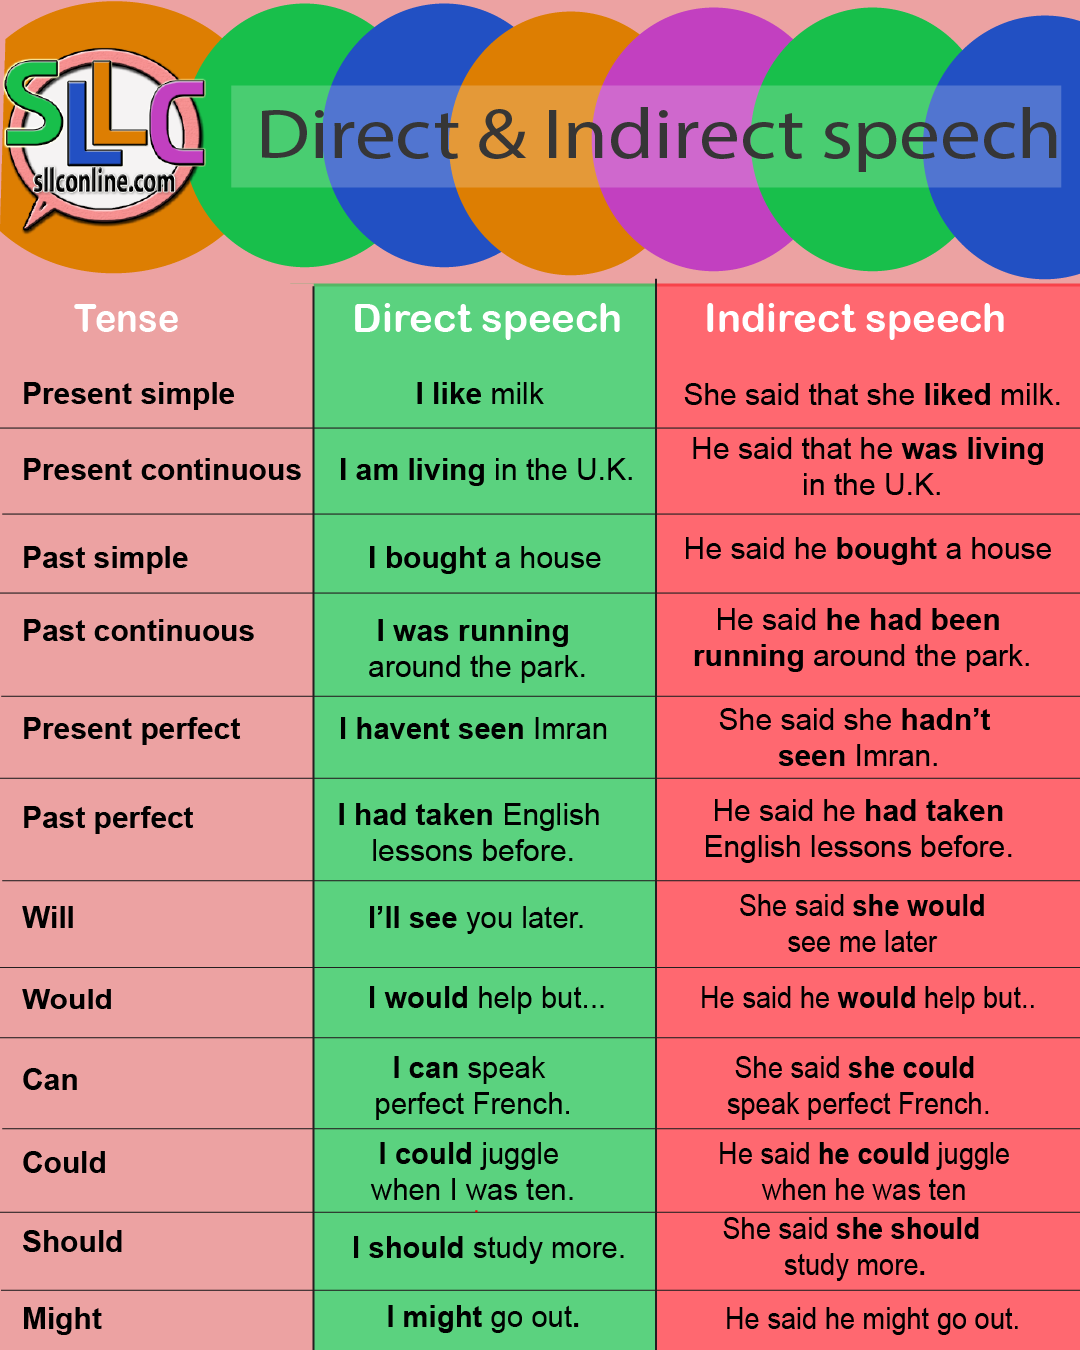 SLLC
sllconline.com
Direct & Indirect speech
Tense
Direct speech
Indirect speech
Present simple
I like milk
She said that she liked milk.
Present continuous
I am living in the U.K.
He said that he was living
in the U.K.
Past simple
I bought a house
He said he bought a house
Past continuous
I was running
around the park.
He said he had been
running around the park.
Present perfect
I havent seen Imran
She said she hadn’t
seen Imran.
Past perfect
I had taken English
lessons before.
He said he had taken
English lessons before.
Will
I’ll see you later.
She said she would
see me later
Would
I would help but...
He said he would help but..
Can
I can speak
perfect French.
She said she could
speak perfect French.
Could
I could juggle
when I was ten.
He said he could juggle
when he was ten
Should
I should study more.
She said she should
study more.
Might
I might go out.
He said he might go out.